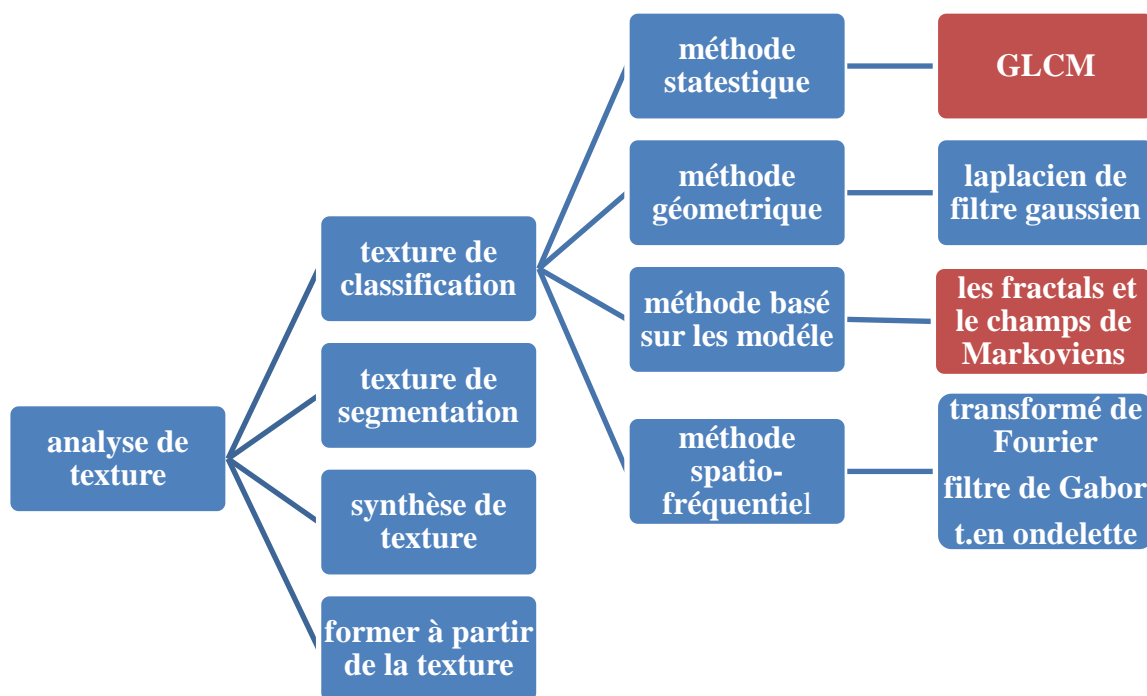 méthode
statestique
GLCM
méthode
géometrique
laplacien de
filtre gaussien
texture de
classification
méthode basé
sur les modéle
les fractals et
le champs de
Markoviens
texture de
segmentation
analyse de
texture
méthode
spatio-
fréquentiel
transformé de
Fourier
filtre de Gabor
t.en ondelette
synthèse de
texture
former à partir
de la texture